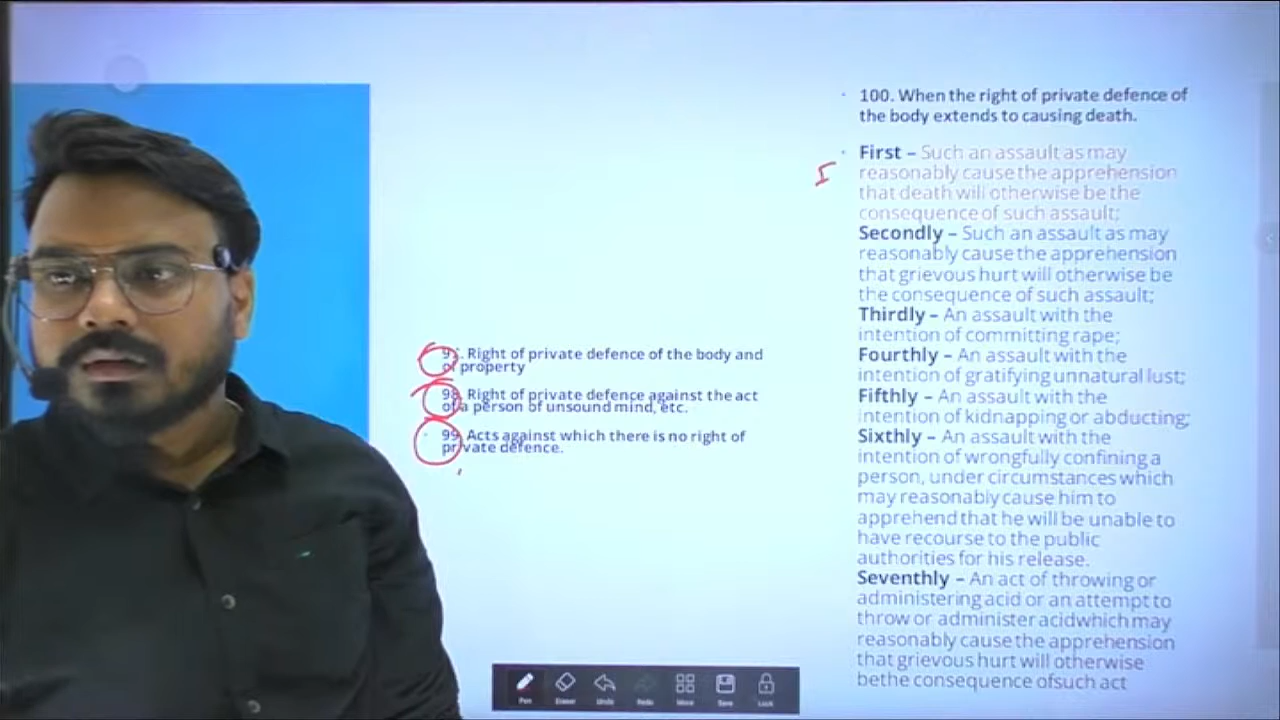 97. Right of private defence of the body and
of property
98. Right of private defence against the act
of a person of unsound mind, etc.
99. Acts against which there is no right of
private defence.
100. When the right of private defence of
the body extends to causing death.
First – Such an assault as may
reasonably cause the apprehension
that death will otherwise be the
consequence of such assault;
Secondly – Such an assault as may
reasonably cause the apprehension
that grievous hurt will otherwise be
the consequence of such assault;
Thirdly – An assault with the
intention of committing rape;
Fourthly – An assault with the
intention of gratifying unnatural lust;
Fifthly – An assault with the
intention of kidnapping or abducting;
Sixthly – An assault with the
intention of wrongfully confining a
person, under circumstances which
may reasonably cause him to
apprehend that he will be unable to
have recourse to the public
authorities for his release.
Seventhly – An act of throwing or
administering acid or an attempt to
throw or administer acidwhich may
reasonably cause the apprehension
that grievous hurt will otherwise
bethe consequence ofsuch act
Pen Eraser Undo Redo More Save Lock